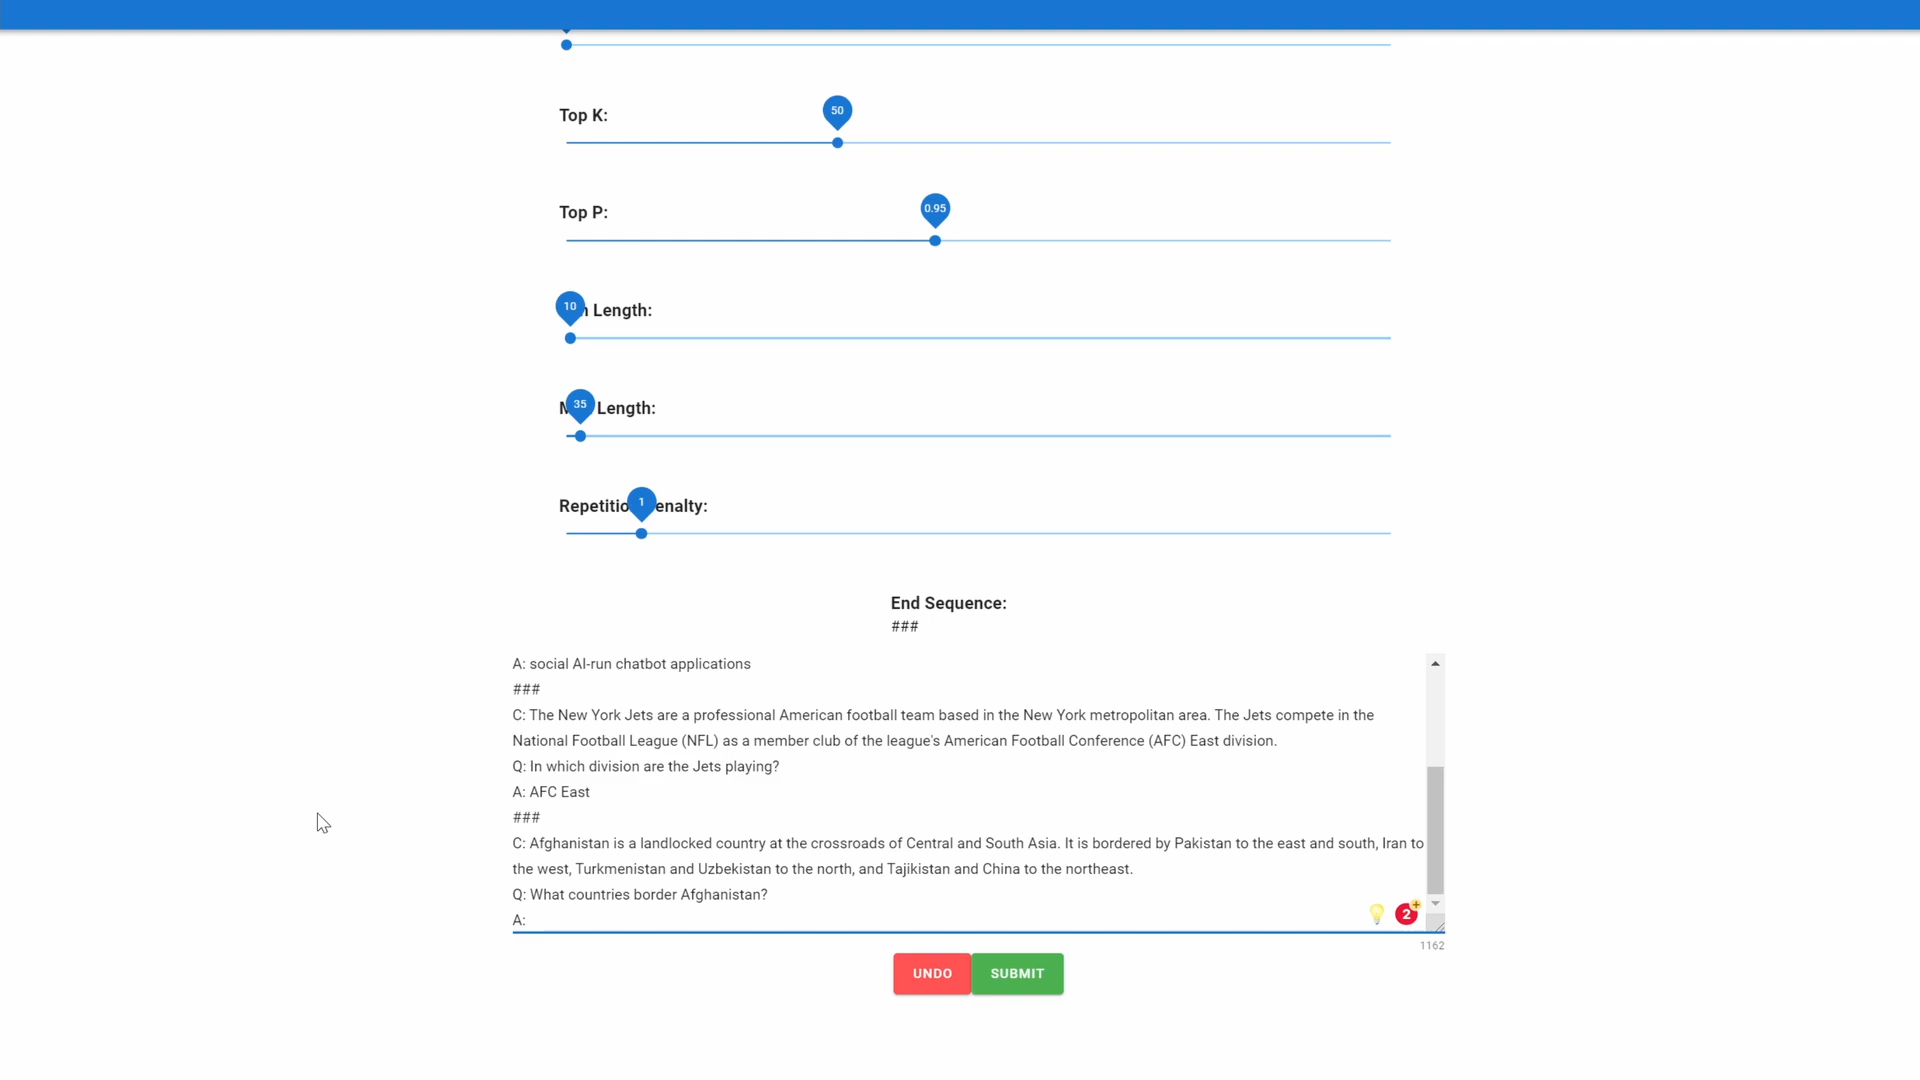 Top K:
50
Top P:
0.95
10
Length:
35
Length:
Repetitio
1
enalty:
End Sequence:
###
A: social AI-run chatbot applications
###
C: The New York Jets are a professional American football team based in the New York metropolitan area. The Jets compete in the
National Football League (NFL) as a member club of the league's American Football Conference (AFC) East division.
Q: In which division are the Jets playing?
A: AFC East
###
C: Afghanistan is a landlocked country at the crossroads of Central and South Asia. It is bordered by Pakistan to the east and south, Iran to
the west, Turkmenistan and Uzbekistan to the north, and Tajikistan and China to the northeast.
Q: What countries border Afghanistan?
A:
2
1162
UNDO
SUBMIT